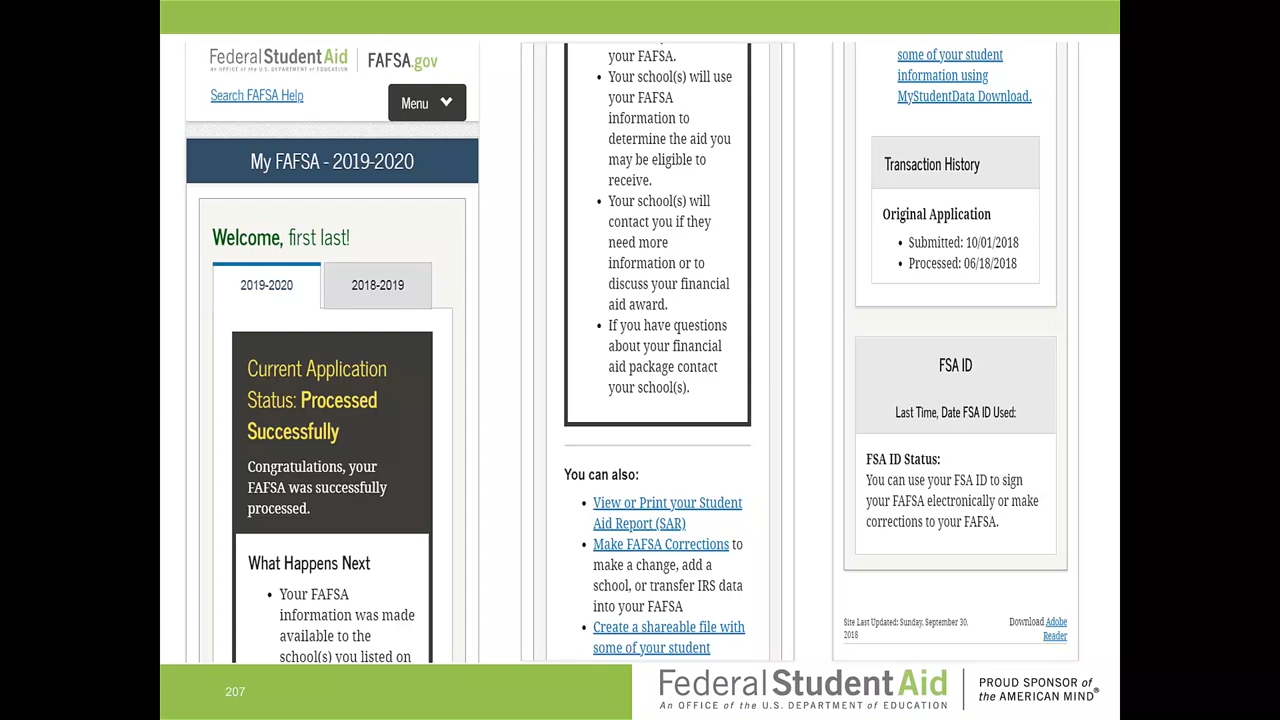 Federal Student Aid
An OFFICE of the U.S. DEPARTMENT of EDUCATION
FAFSA.gov
Search FAFSA Help
Menu
My FAFSA - 2019-2020
Welcome, first last!
2019-2020
2018-2019
Current Application
Status: Processed
Successfully
Congratulations, your
FAFSA was successfully
processed.
What Happens Next
• Your FAFSA
information was made
available to the
school(s) you listed on
your FAFSA.
• Your school(s) will use
your FAFSA
information to
determine the aid you
may be eligible to
receive.
• Your school(s) will
contact you if they
need more
information or to
discuss your financial
aid award.
• If you have questions
about your financial
aid package contact
your school(s).
You can also:
• View or Print your Student
Aid Report (SAR)
• Make FAFSA Corrections to
make a change, add a
school, or transfer IRS data
into your FAFSA
• Create a shareable file with
some of your student
some of your student
information using
MyStudentData Download.
Transaction History
Original Application
• Submitted: 10/01/2018
• Processed: 06/18/2018
FSA ID
Last Time, Date FSA ID Used:
FSA ID Status:
You can use your FSA ID to sign
your FAFSA electronically or make
corrections to your FAFSA.
Site Last Updated: Sunday, September 30,
2018
Download Adobe
Reader
207
Federal Student Aid
An OFFICE of the U.S. DEPARTMENT of EDUCATION
PROUD SPONSOR of
the AMERICAN MIND®